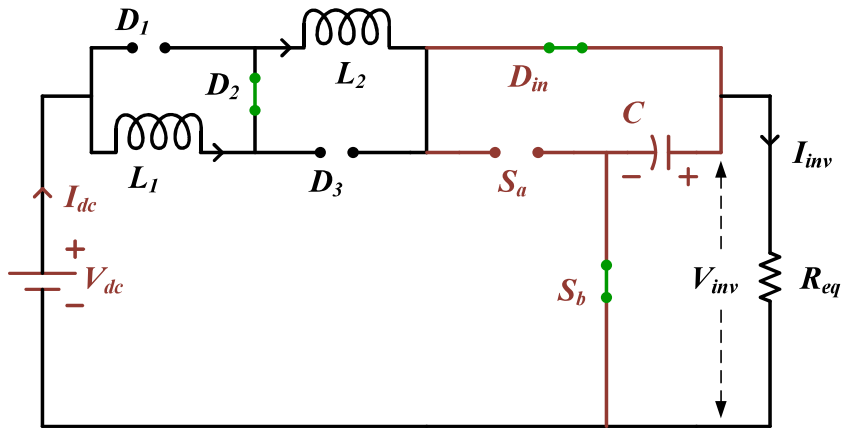 D1
L2
D2
Din
C
L1
D3
Sa
− +
Iinv
Idc
+
Vdc
−
Sb
Vinv
Req